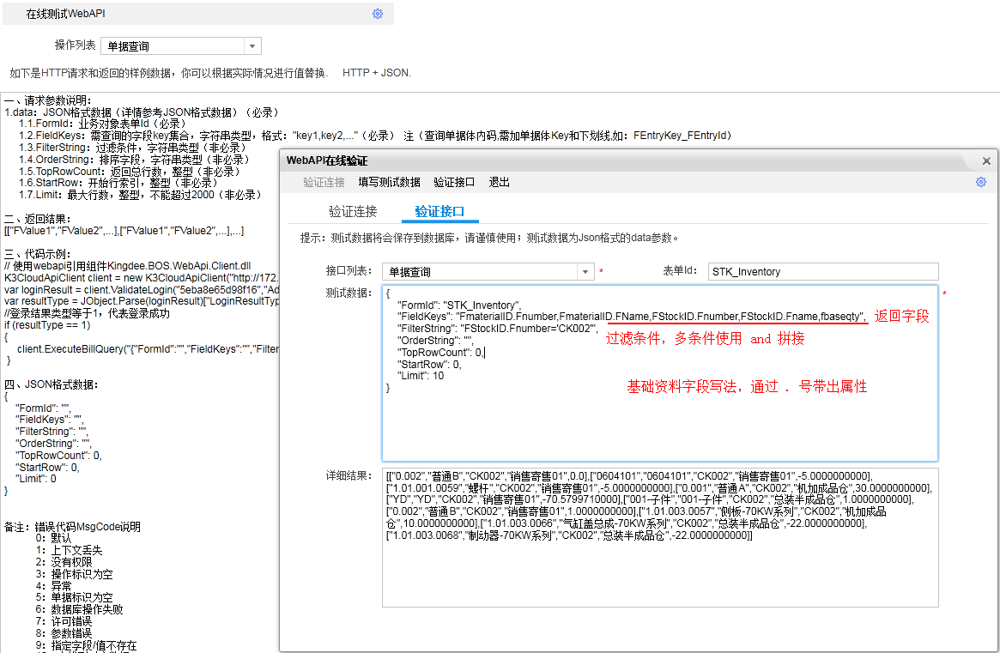 在线测试WebAPI
操作列表 单据查询
如下是HTTP请求和返回的样例数据，你可以根据实际情况进行值替换. HTTP + JSON.
一、请求参数说明：
1.data：JSON格式数据（详情参考JSON格式数据）（必录）
1.1.FormId：业务对象表单Id（必录）
1.2.FieldKeys：需查询的字段key集合，字符串类型，格式："key1,key2,..."（必录） 注（查询单据体内码,需加单据体Key和下划线,如：FEntryKey_FEntryId）
1.3.FilterString：过滤条件，字符串类型（非必录）
1.4.OrderString：排序字段，字符串类型（非必录）
1.5.TopRowCount：返回总行数，整型（非必录）
1.6.StartRow：开始行索引，整型（非必录）
1.7.Limit：最大行数，整型，不能超过2000（非必录）
二、返回结果：
[["FValue1","FValue2",...],["FValue1","FValue2",...],...]
三、代码示例：
// 使用webapi引用组件Kingdee.BOS.WebApi.Client.dll
K3CloudApiClient client = new K3CloudApiClient("http://172.
var loginResult = client.ValidateLogin("5eba8e65d98f16","Ad
var resultType = JObject.Parse(loginResult)["LoginResultTyp
//登录结果类型等于1，代表登录成功
if (resultType == 1)
{
client.ExecuteBillQuery("{"FormId":"","FieldKeys":"","Filter
}
四、JSON格式数据：
{
"FormId": "",
"FieldKeys": "",
"FilterString": "",
"OrderString": "",
"TopRowCount": 0,
"StartRow": 0,
"Limit": 0
}
备注：错误代码MsgCode说明
0：默认
1：上下文丢失
2：没有权限
3：操作标识为空
4：异常
5：单据标识为空
6：数据库操作失败
7：许可错误
8：参数错误
9：指定字段/值不存在
WebAPI在线验证
验证连接 填写测试数据 验证接口 退出
验证连接 验证接口
提示：测试数据将会保存到数据库，请谨慎使用；测试数据为Json格式的data参数。
接口列表： 单据查询 * 表单Id： STK_Inventory
测试数据： *
{
"FormId": "STK_Inventory",
"FieldKeys": "FmaterialID.Fnumber,FmaterialID.FName,FStockID.Fnumber,FStockID.Fname,fbaseqty", 返回字段
"FilterString": "FStockID.Fnumber='CK002'",
过滤条件，多条件使用 and 拼接
"OrderString": "",
"TopRowCount": 0,
"StartRow": 0,
"Limit": 10
}
基础资料字段写法，通过 . 号带出属性
详细结果：
[["0.002","普通B","CK002","销售寄售01",0.0],["0604101","0604101","CK002","销售寄售01",-5.0000000000],
["1.01.001.0059","螺杆","CK002","销售寄售01",-5.0000000000],["0.001","普通A","CK002","机加成品仓",30.0000000000],
["YD","YD","CK002","销售寄售01",-70.5799710000],["001-子件","001-子件","CK002","总装半成品仓",1.0000000000],
["0.002","普通B","CK002","销售寄售01",1.0000000000],["1.01.003.0057","侧板-70KW系列","CK002","机加成品
仓",10.0000000000],["1.01.003.0066","气缸盖总成-70KW系列","CK002","总装半成品仓",-22.0000000000],
["1.01.003.0068","制动器-70KW系列","CK002","总装半成品仓",-22.0000000000]]